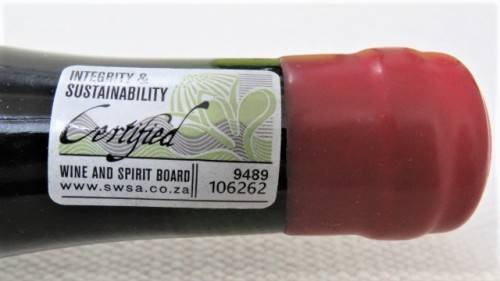 INTEGRITY &
SUSTAINABILITY
Certified
WINE AND SPIRIT BOARD 9489
www.swsa.co.za 106262